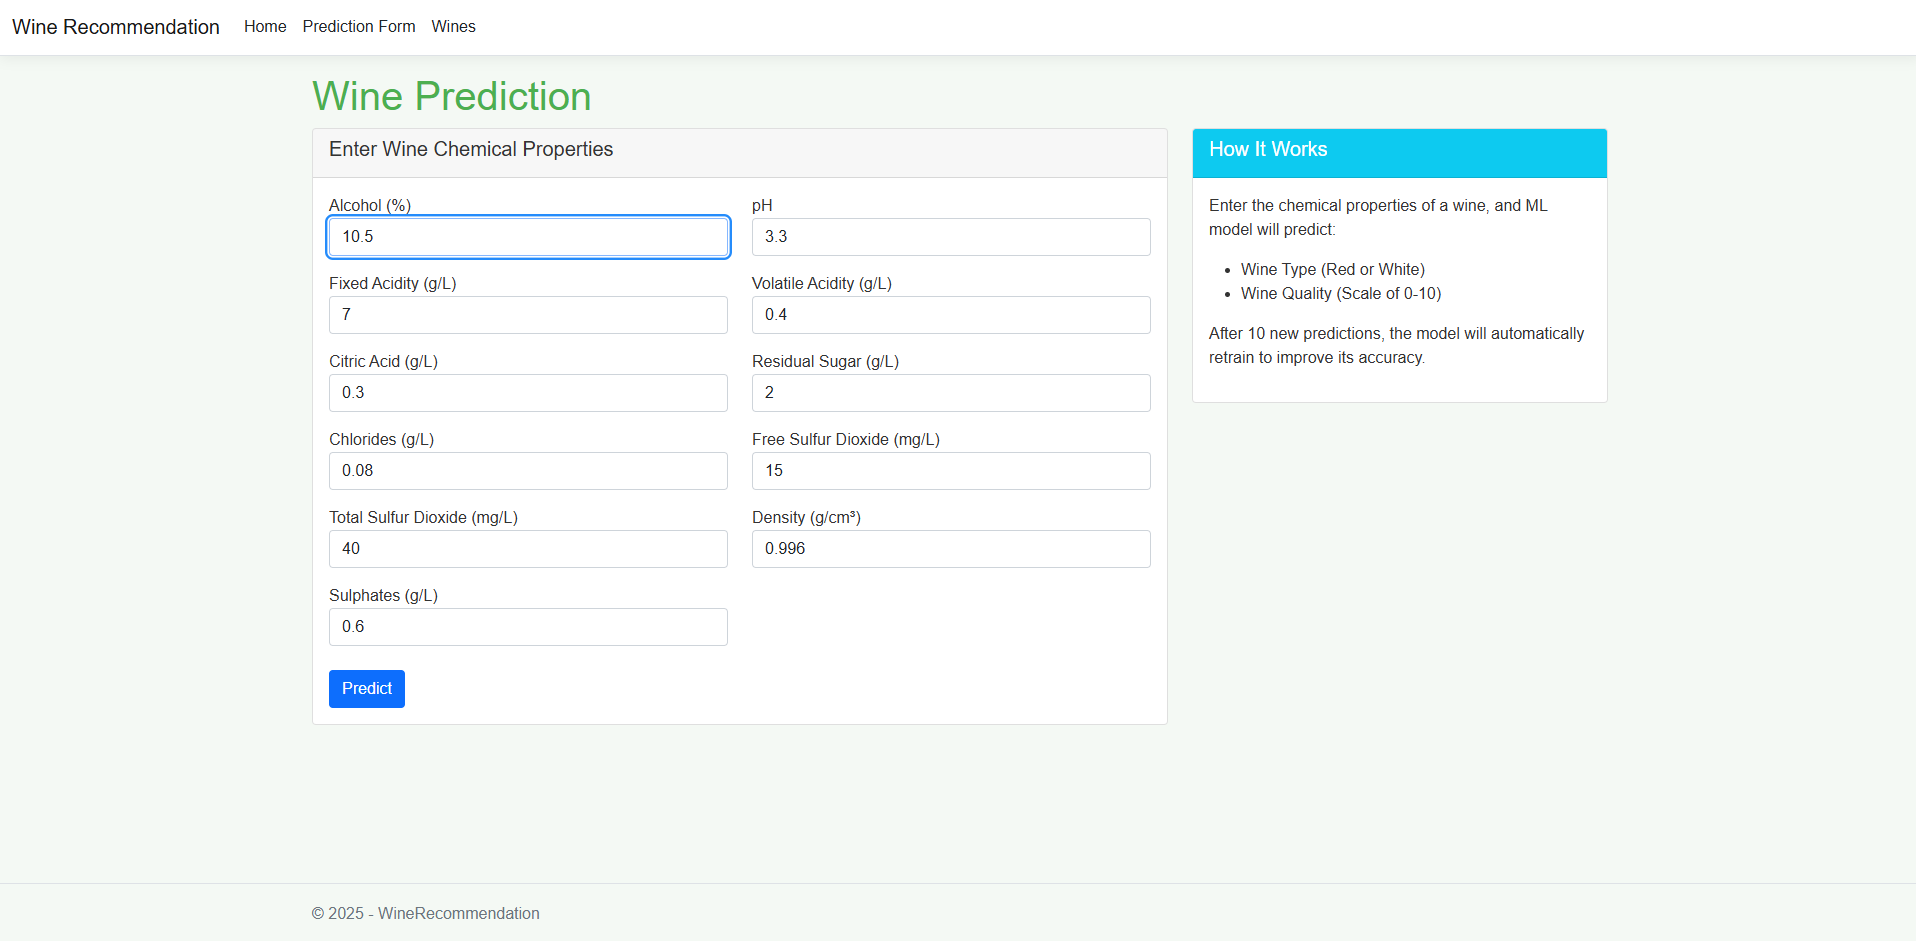 Wine Recommendation Home Prediction Form Wines
Wine Prediction
Enter Wine Chemical Properties
Alcohol (%)
10.5
pH
3.3
Fixed Acidity (g/L)
7
Volatile Acidity (g/L)
0.4
Citric Acid (g/L)
0.3
Residual Sugar (g/L)
2
Chlorides (g/L)
0.08
Free Sulfur Dioxide (mg/L)
15
Total Sulfur Dioxide (mg/L)
40
Density (g/cm³)
0.996
Sulphates (g/L)
0.6
Predict
How It Works
Enter the chemical properties of a wine, and ML
model will predict:
• Wine Type (Red or White)
• Wine Quality (Scale of 0-10)
After 10 new predictions, the model will automatically
retrain to improve its accuracy.
© 2025 - WineRecommendation